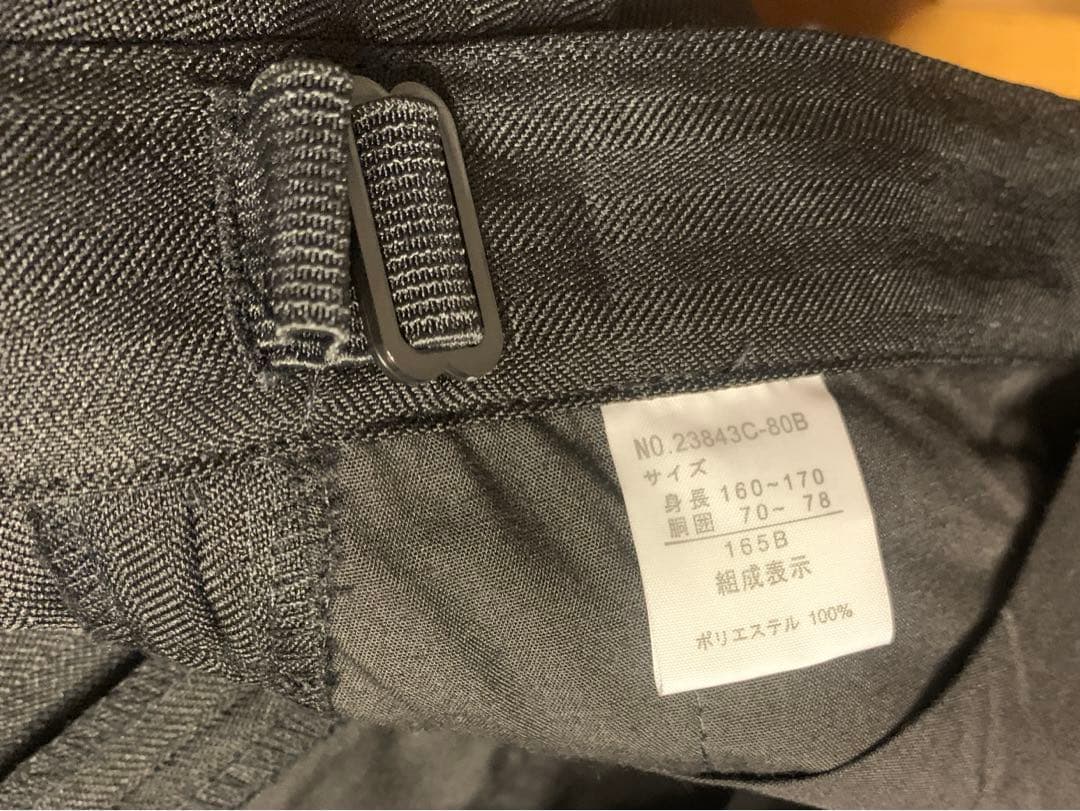 NO.23843C-80B
サイズ
身長 160~170
胴囲 70~ 78
165B
組成表示
ポリエステル 100%